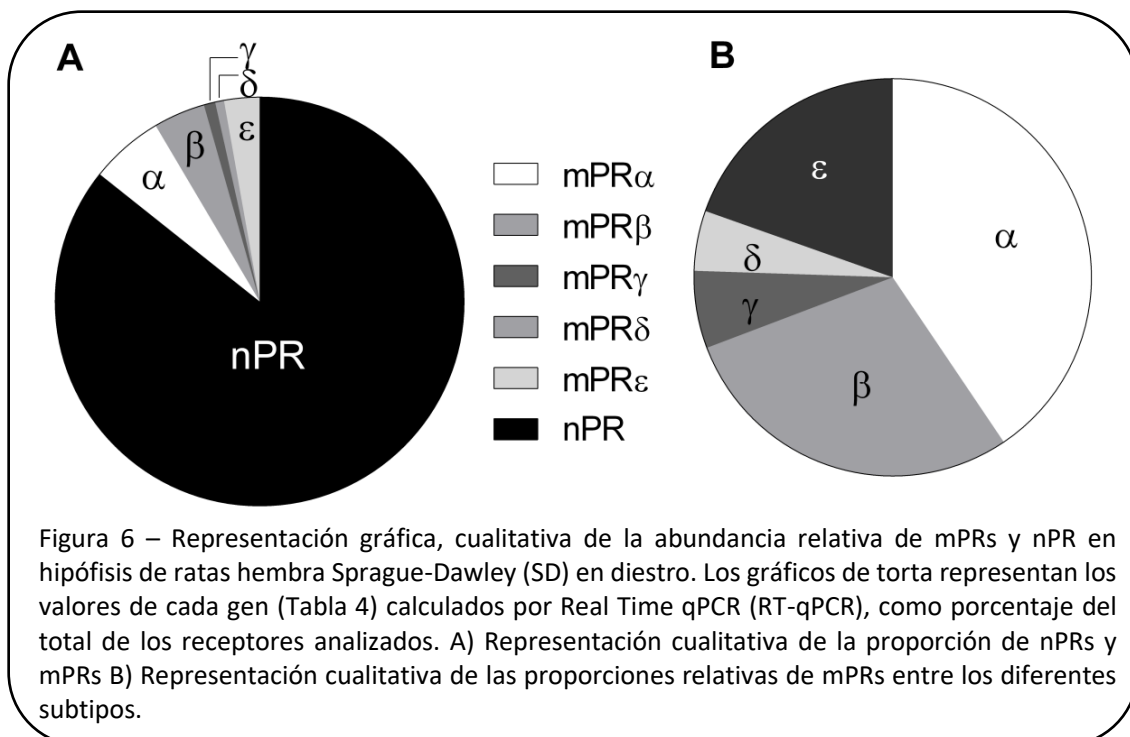 A
γ
δ
β
ε
α
nPR
mPRα
mPRβ
mPRγ
mPRδ
mPRε
nPR
B
ε
α
δ
γ
β
Figura 6 – Representación gráfica, cualitativa de la abundancia relativa de mPRs y nPR en
hipófisis de ratas hembra Sprague-Dawley (SD) en diestro. Los gráficos de torta representan los
valores de cada gen (Tabla 4) calculados por Real Time qPCR (RT-qPCR), como porcentaje del
total de los receptores analizados. A) Representación cualitativa de la proporción de nPRs y
mPRs B) Representación cualitativa de las proporciones relativas de mPRs entre los diferentes
subtipos.